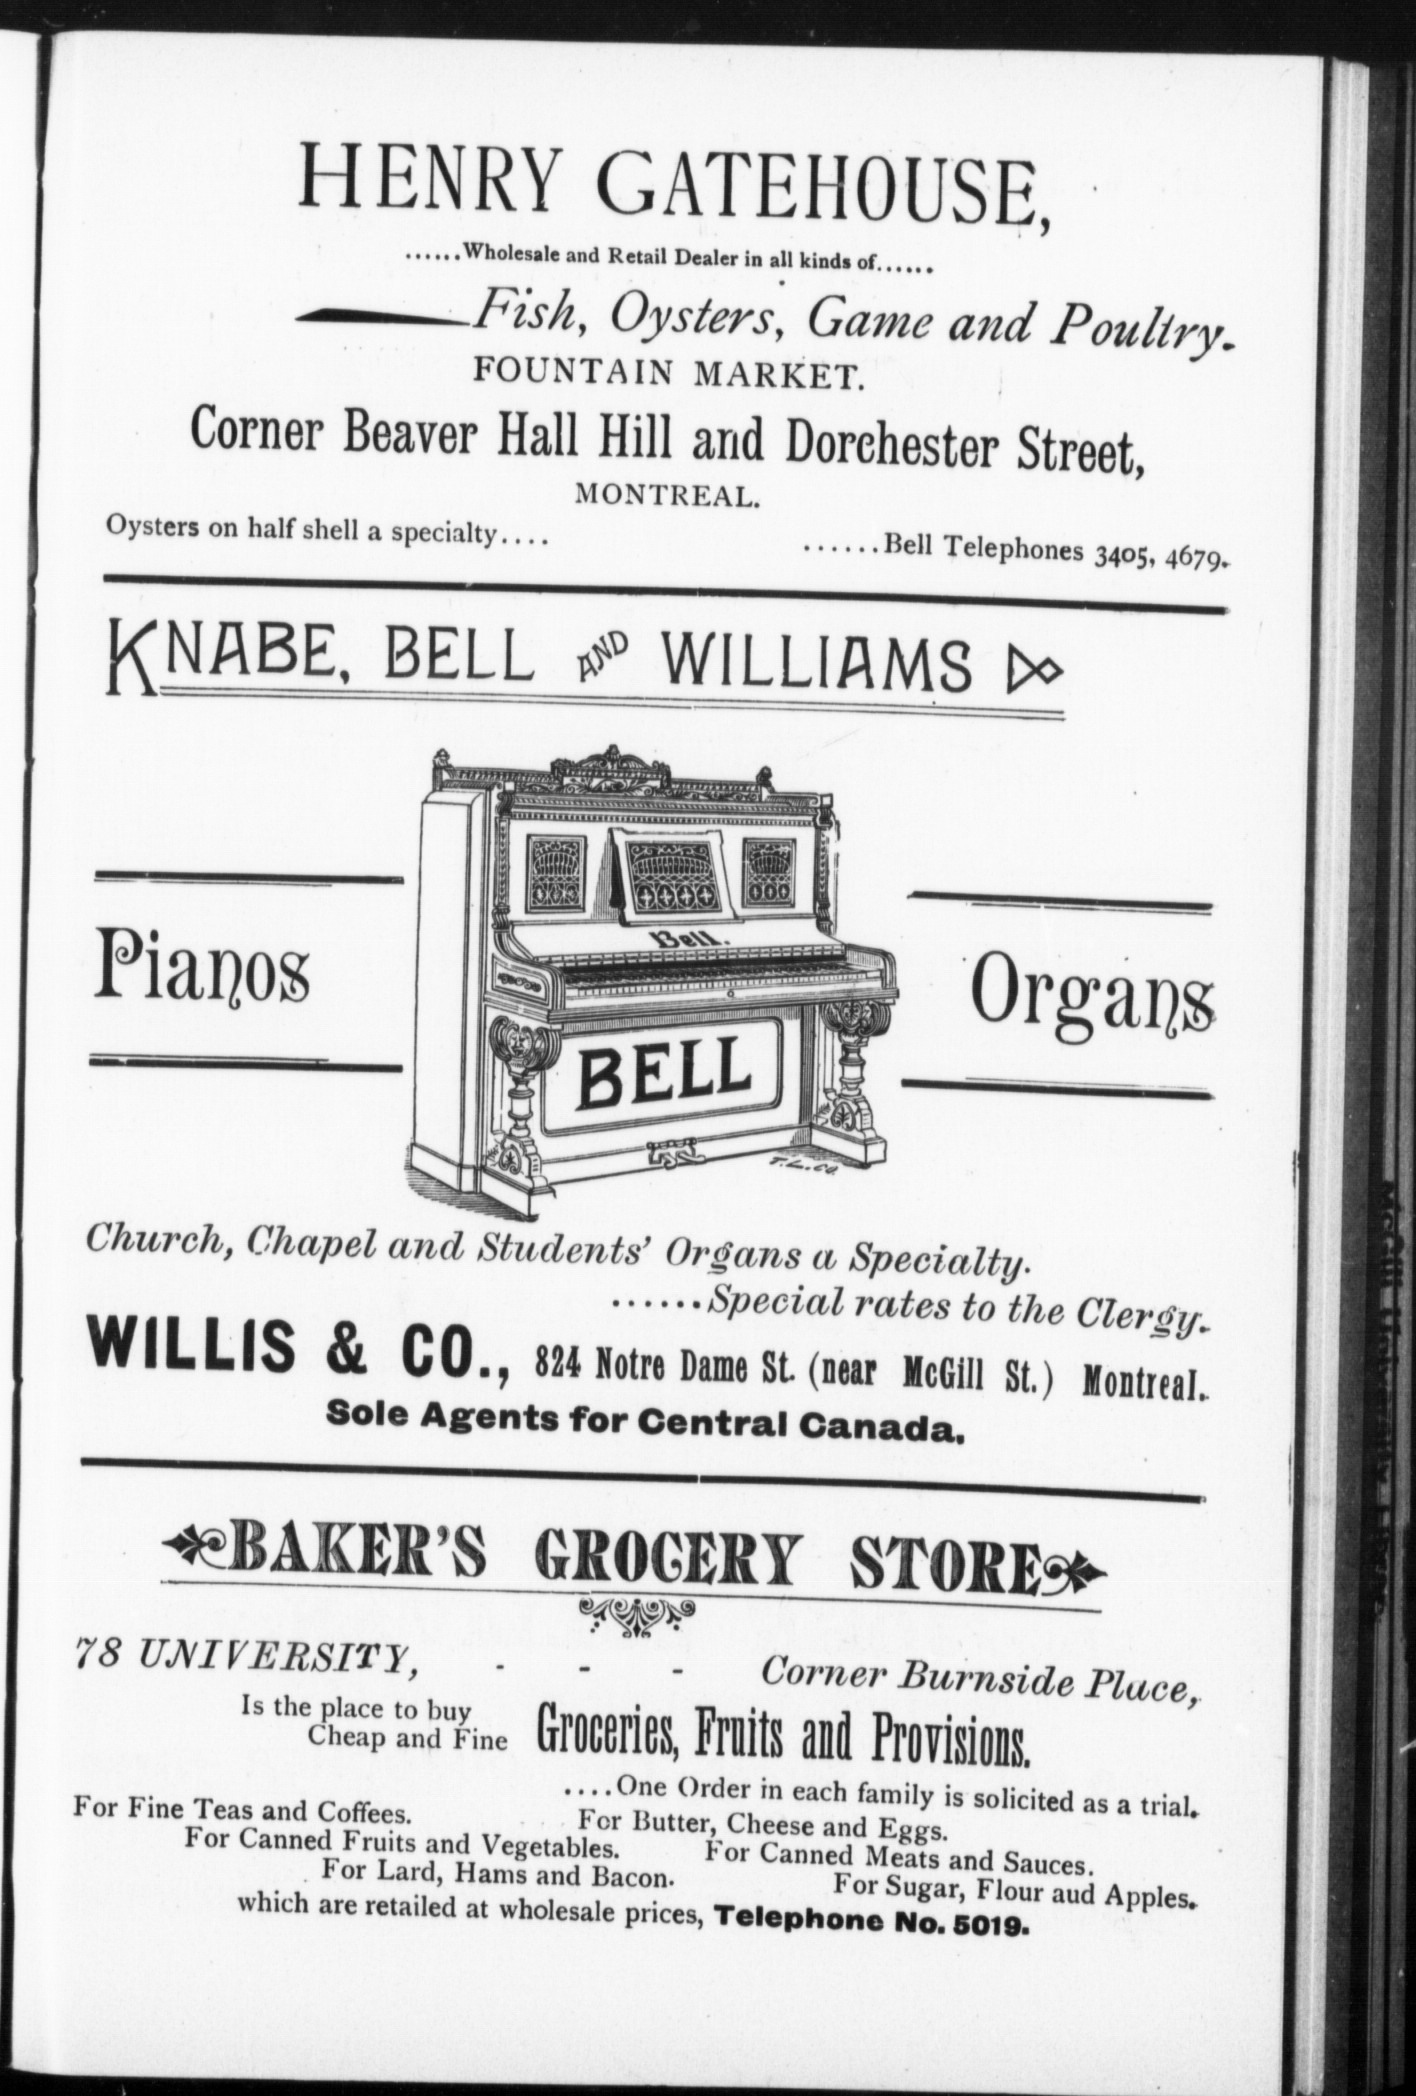 HENRY GATEHOUSE,
......Wholesale and Retail Dealer in all kinds of......
Fish, Oysters, Game and Poultry.
FOUNTAIN MARKET.
Corner Beaver Hall Hill and Dorchester Street,
MONTREAL.
Oysters on half shell a specialty.... ......Bell Telephones 3405, 4679.
KNABE, BELL AND WILLIAMS
Bell.
Pianos
Organs
BELL
T.L.CO.
Church, Chapel and Students' Organs a Specialty.
......Special rates to the Clergy.
WILLIS & CO., 824 Notre Dame St. (near McGill St.) Montreal.
Sole Agents for Central Canada.
BAKER'S GROCERY STORE
78 UNIVERSITY, - - - Corner Burnside Place,
Is the place to buy
Cheap and Fine Groceries, Fruits and Provisions.
....One Order in each family is solicited as a trial.
For Fine Teas and Coffees. For Butter, Cheese and Eggs.
For Canned Fruits and Vegetables. For Canned Meats and Sauces.
For Lard, Hams and Bacon. For Sugar, Flour aud Apples.
which are retailed at wholesale prices, Telephone No. 5019.